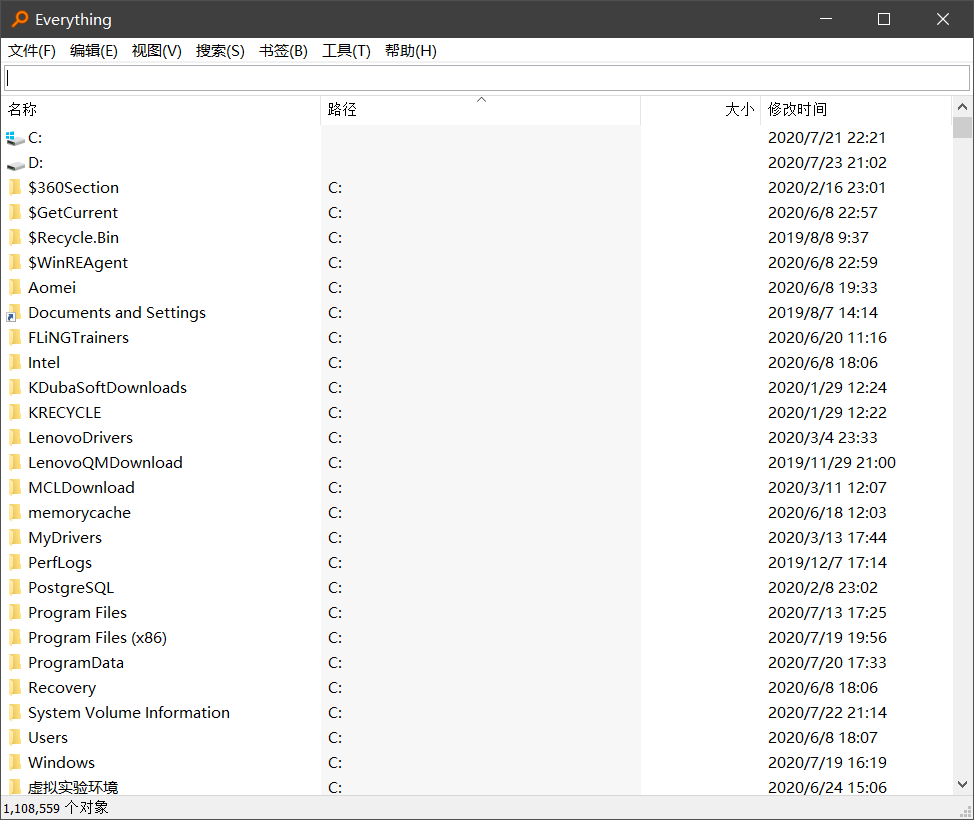 Everything
文件(F) 编辑(E) 视图(V) 搜索(S) 书签(B) 工具(T) 帮助(H)
名称 路径 大小 修改时间
C: 2020/7/21 22:21
D: 2020/7/23 21:02
$360Section C: 2020/2/16 23:01
$GetCurrent C: 2020/6/8 22:57
$Recycle.Bin C: 2019/8/8 9:37
$WinREAgent C: 2020/6/8 22:59
Aomei C: 2020/6/8 19:33
Documents and Settings C: 2019/8/7 14:14
FLiNGTrainers C: 2020/6/20 11:16
Intel C: 2020/6/8 18:06
KDubaSoftDownloads C: 2020/1/29 12:24
KRECYCLE C: 2020/1/29 12:22
LenovoDrivers C: 2020/3/4 23:33
LenovoQMDownload C: 2019/11/29 21:00
MCLDownload C: 2020/3/11 12:07
memorycache C: 2020/6/18 12:03
MyDrivers C: 2020/3/13 17:44
PerfLogs C: 2019/12/7 17:14
PostgreSQL C: 2020/2/8 23:02
Program Files C: 2020/7/13 17:25
Program Files (x86) C: 2020/7/19 19:56
ProgramData C: 2020/7/20 17:33
Recovery C: 2020/6/8 18:06
System Volume Information C: 2020/7/22 21:14
Users C: 2020/6/8 18:07
Windows C: 2020/7/19 16:19
虚拟实验环境 C: 2020/6/24 15:06
1,108,559 个对象